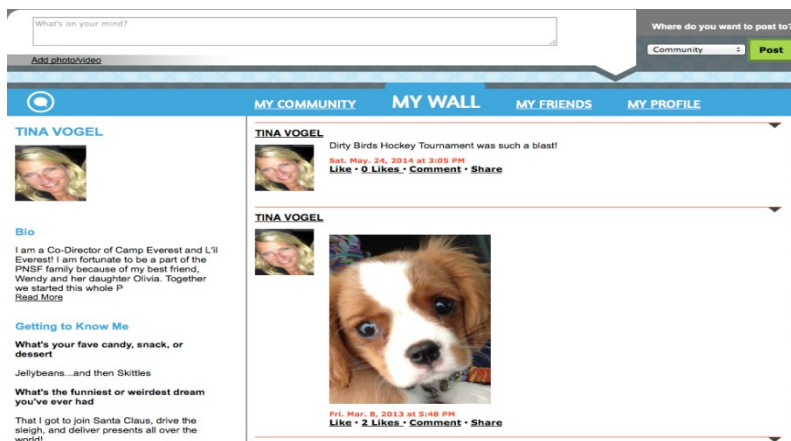 What's on your mind?
Add photo/video
Where do you want to post to?
Community
Post
MY COMMUNITY
MY WALL
MY FRIENDS
MY PROFILE
TINA VOGEL
Bio
I am a Co-Director of Camp Everest and L'il
Everest! I am fortunate to be a part of the
PNSF family because of my best friend,
Wendy and her daughter Olivia. Together
we started this whole P
Read More
Getting to Know Me
What's your fave candy, snack, or
dessert
Jellybeans...and then Skittles
What's the funniest or weirdest dream
you've ever had
That I got to join Santa Claus, drive the
sleigh, and deliver presents all over the
world!
TINA VOGEL
Dirty Birds Hockey Tournament was such a blast!
Sat. May. 24, 2014 at 3:05 PM
Like · 0 Likes · Comment · Share
TINA VOGEL
Fri. Mar. 8, 2013 at 5:48 PM
Like · 2 Likes · Comment · Share